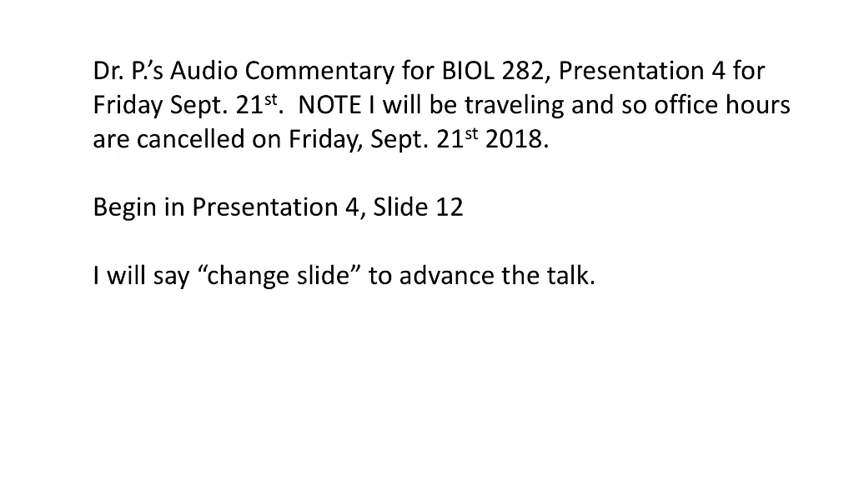 Dr. P.’s Audio Commentary for BIOL 282, Presentation 4 for
Friday Sept. 21st.  NOTE I will be traveling and so office hours
are cancelled on Friday, Sept. 21st 2018.
Begin in Presentation 4, Slide 12
I will say “change slide” to advance the talk.